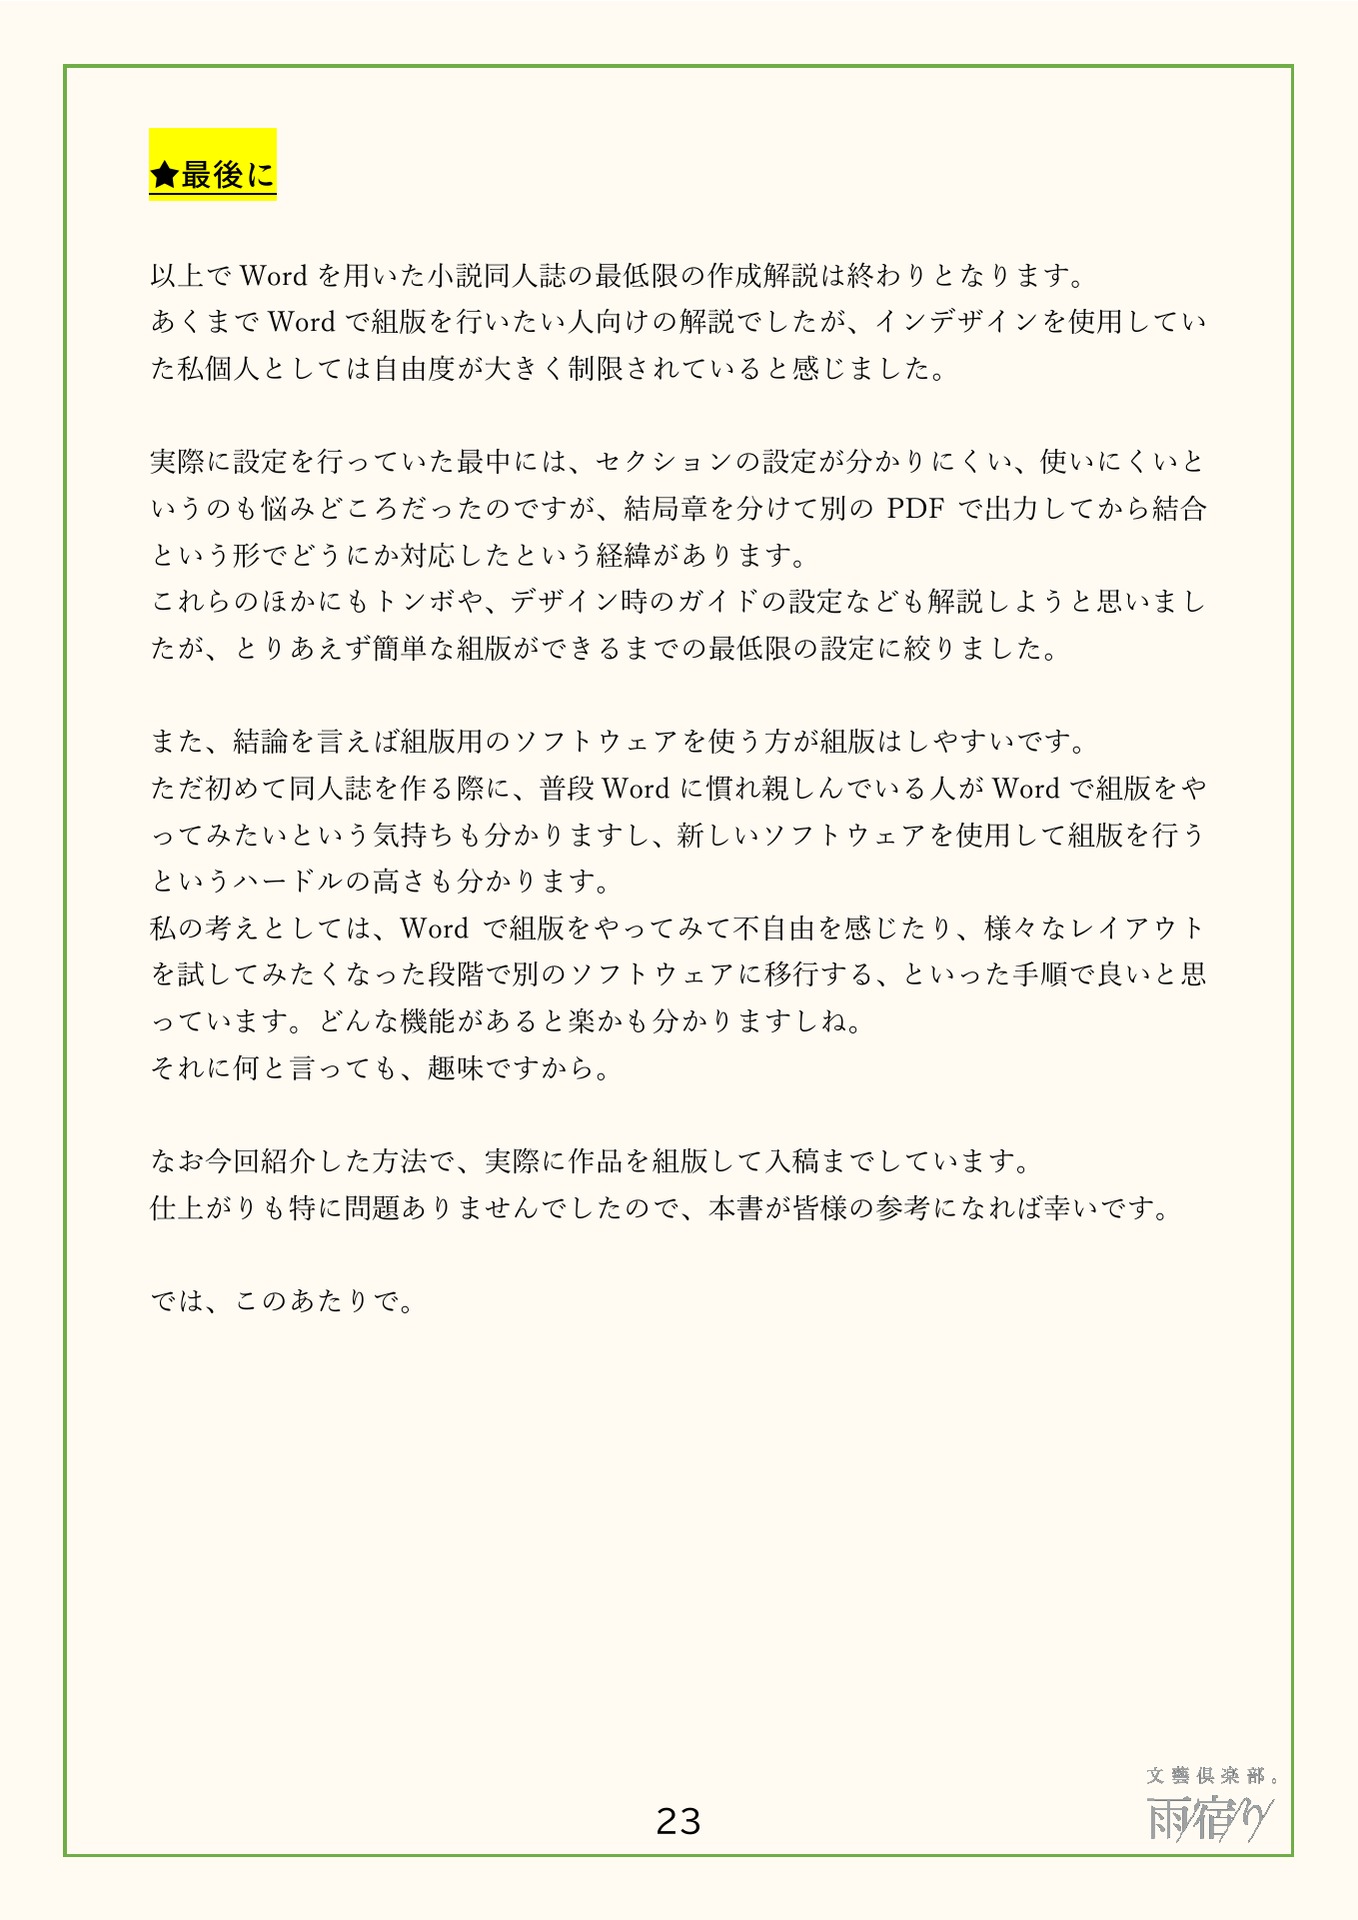 ★最後に
以上で Word を用いた小説同人誌の最低限の作成解説は終わりとなります。
あくまで Word で組版を行いたい人向けの解説でしたが、インデザインを使用してい
た私個人としては自由度が大きく制限されていると感じました。
実際に設定を行っていた最中には、セクションの設定が分かりにくい、使いにくいと
いうのも悩みどころだったのですが、結局章を分けて別の PDF で出力してから結合
という形でどうにか対応したという経緯があります。
これらのほかにもトンボや、デザイン時のガイドの設定なども解説しようと思いまし
たが、とりあえず簡単な組版ができるまでの最低限の設定に絞りました。
また、結論を言えば組版用のソフトウェアを使う方が組版はしやすいです。
ただ初めて同人誌を作る際に、普段 Word に慣れ親しんでいる人が Word で組版をや
ってみたいという気持ちも分かりますし、新しいソフトウェアを使用して組版を行う
というハードルの高さも分かります。
私の考えとしては、Word で組版をやってみて不自由を感じたり、様々なレイアウト
を試してみたくなった段階で別のソフトウェアに移行する、といった手順で良いと思
っています。どんな機能があると楽かも分かりますしね。
それに何と言っても、趣味ですから。
なお今回紹介した方法で、実際に作品を組版して入稿までしています。
仕上がりも特に問題ありませんでしたので、本書が皆様の参考になれば幸いです。
では、このあたりで。
文藝倶楽部。
雨宿り
23